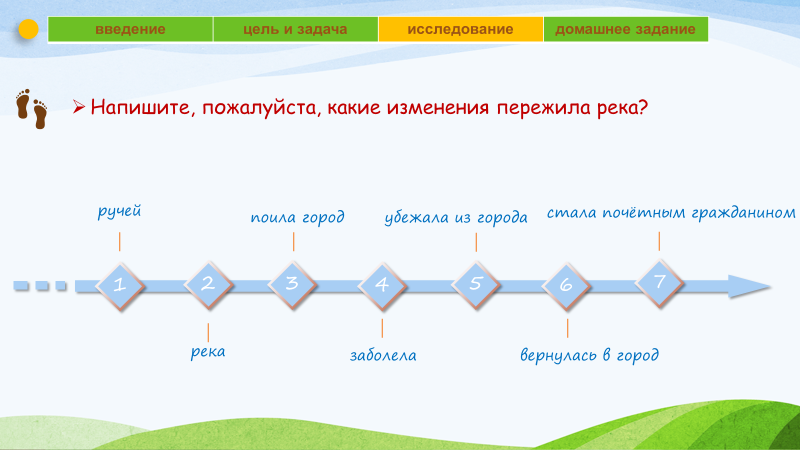 введение
цель и задача
исследование
домашнее задание
Напишите, пожалуйста, какие изменения пережила река?
ручей
поила город
убежала из города
стала почётным гражданином
1
2
3
4
5
6
7
река
заболела
вернулась в город